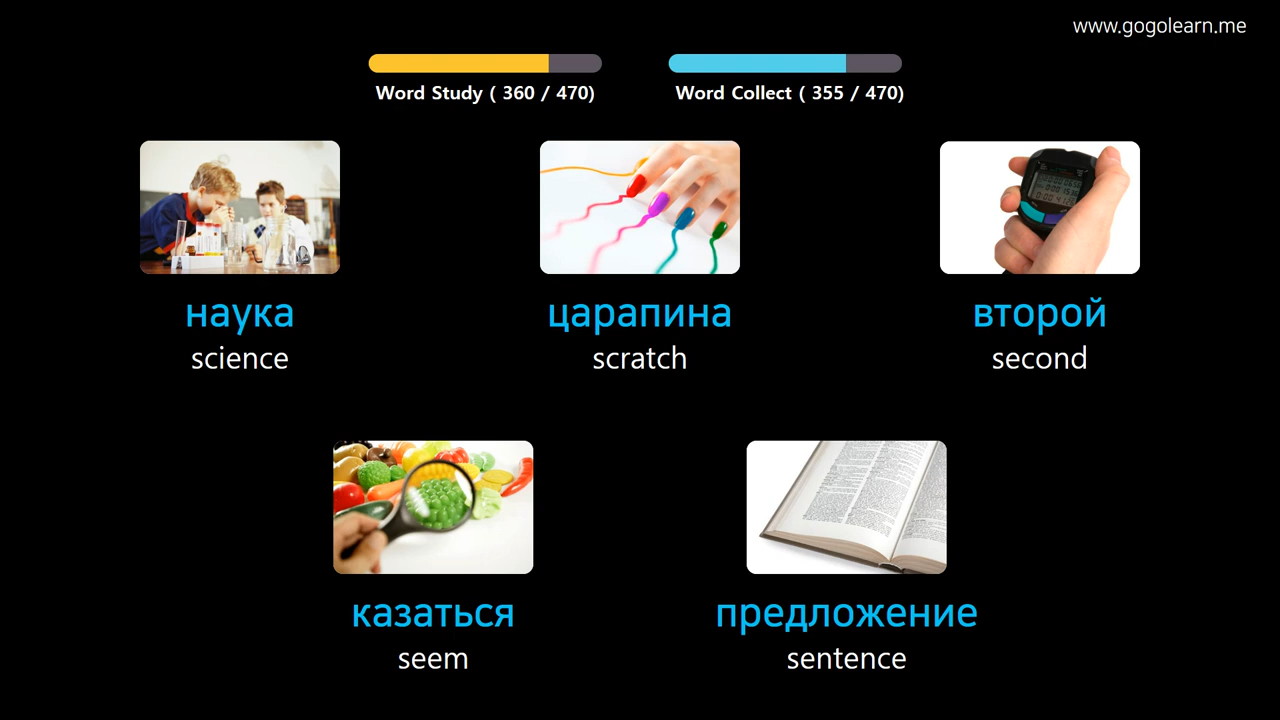 www.gogolearn.me
Word Study ( 360 / 470)
Word Collect ( 355 / 470)
наука
science
царапина
scratch
второй
second
казаться
seem
предложение
sentence